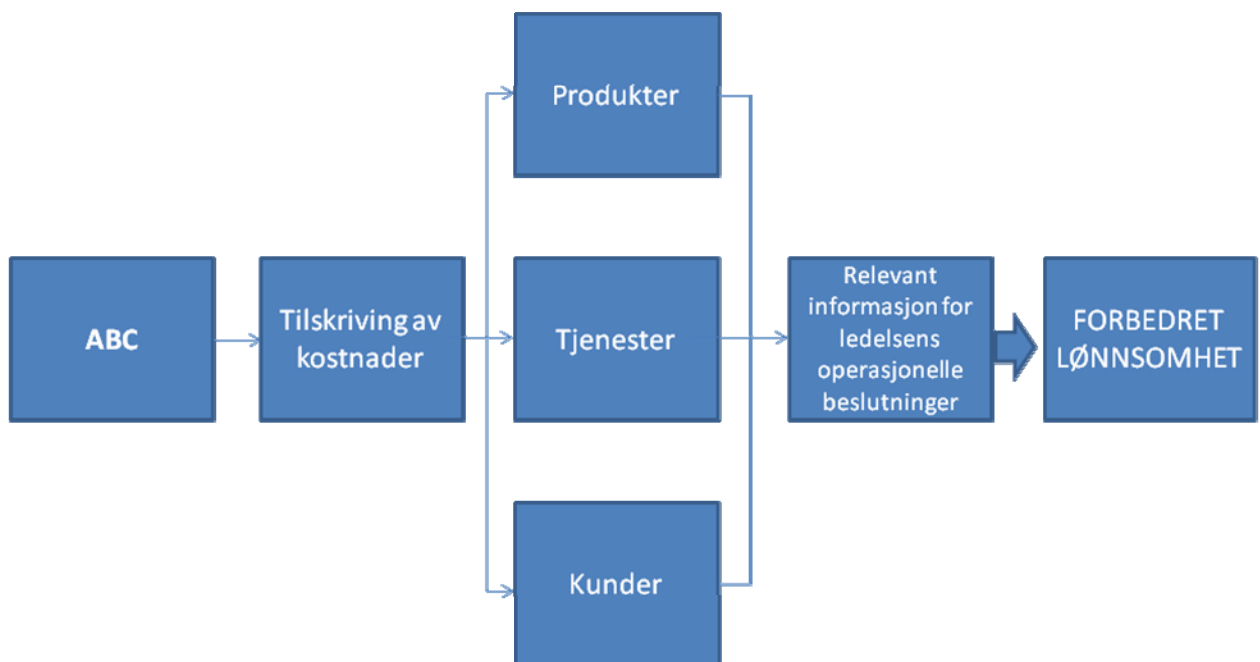 ABC
Tilskriving av
kostnader
Produkter
Tjenester
Kunder
Relevant
informasjon for
ledelsens
operasjonelle
beslutninger
FORBEDRET
LØNNSOMHET